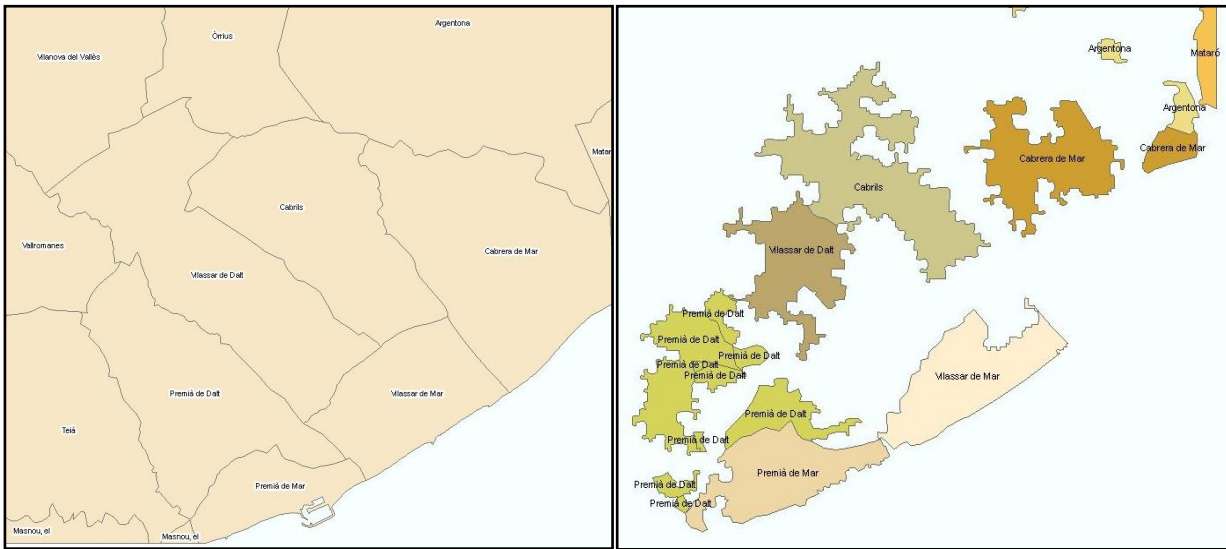 Argentona
Òrrius
Vilanova del Vallès
Cabrils
Vallromanes
Cabrera de Mar
Vilassar de Dalt
Premià de Dalt
Vilassar de Mar
Teià
Premià de Mar
Masnou, el
Masnou, el
Argentona
Mataró
Argentona
Cabrera de Mar
Cabrera de Mar
Cabrils
Vilassar de Dalt
Premià de Dalt
Premià de Dalt
Premià de Dalt
Premià de Dalt
Premià de Dalt
Vilassar de Mar
Premià de Dalt
Premià de Dalt
Premià de Mar
Premià de Dalt
Premià de Dalt